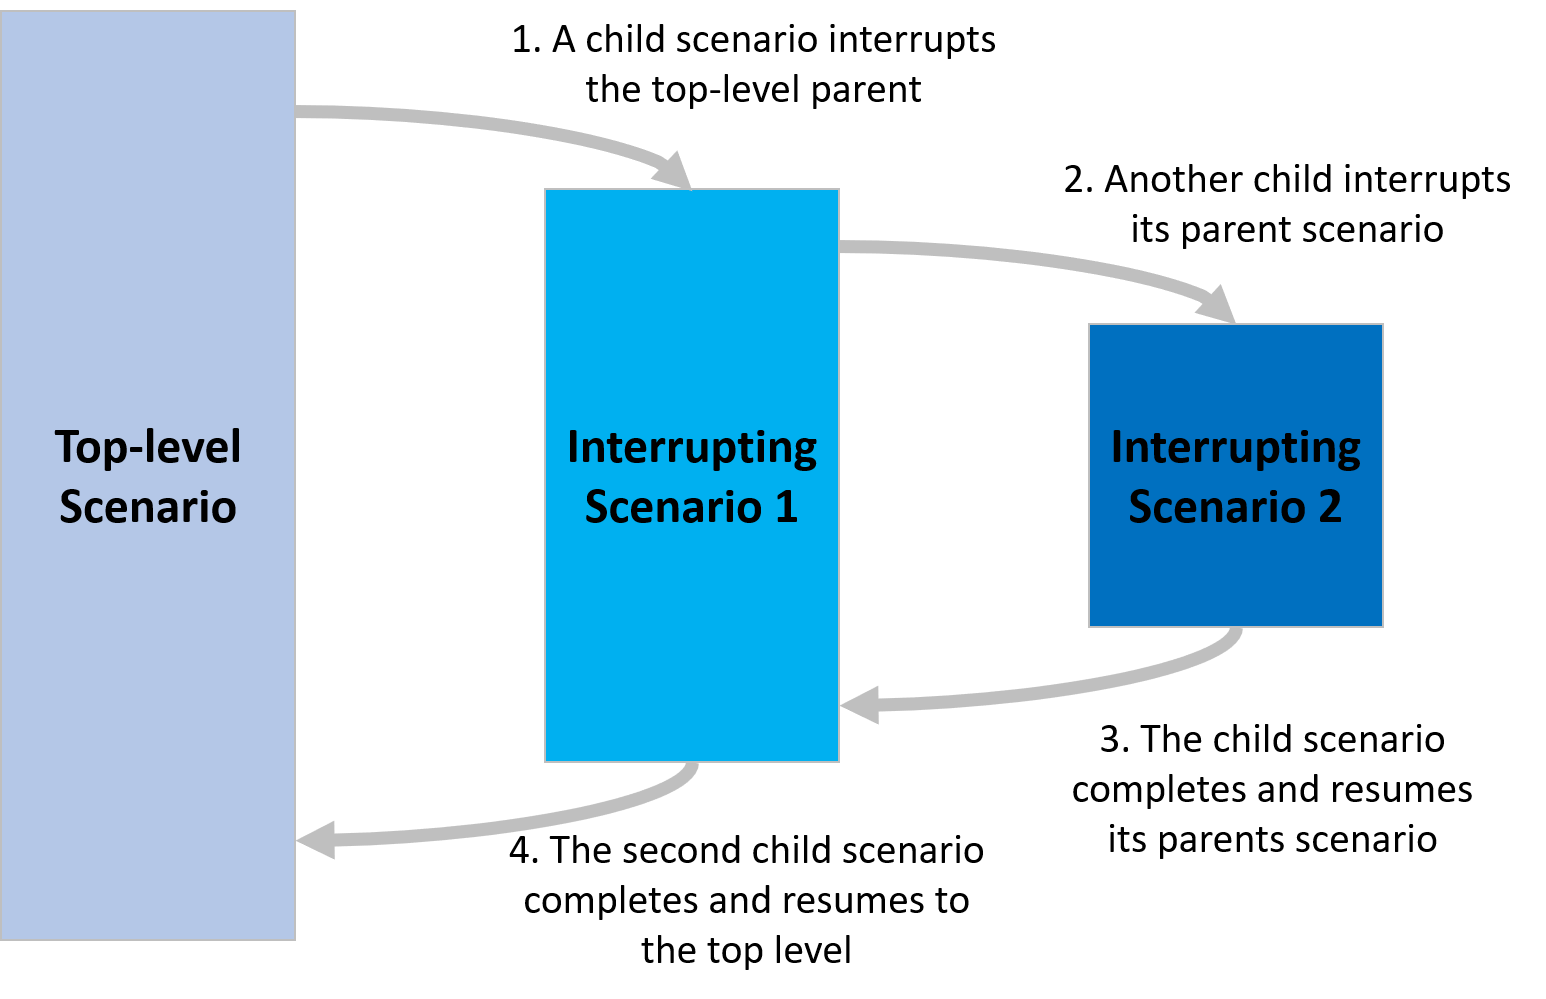 1. A child scenario interrupts
the top-level parent
2. Another child interrupts
its parent scenario
Top-level
Scenario
Interrupting
Scenario 1
Interrupting
Scenario 2
3. The child scenario
completes and resumes
its parents scenario
4. The second child scenario
completes and resumes to
the top level